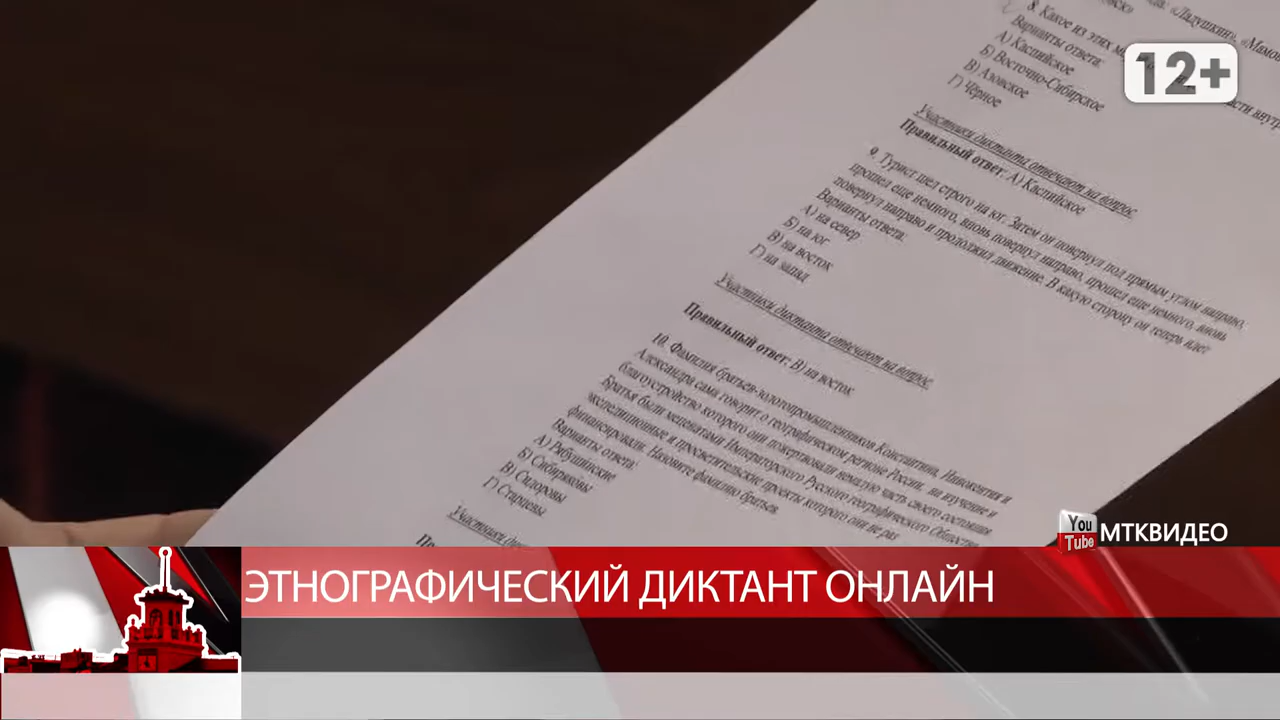 «Ладушкин», «Мамон
8. Какое из этих
Варианты ответа:
А) Каспийское
Б) Восточно-Сибирское
В) Азовское
Г) Чёрное
Участники диктанта отвечают на вопрос
Правильный ответ: А) Каспийское
9. Турист шел строго на юг. Затем он повернул под прямым углом направо,
прошел еще немного, вновь повернул направо, прошел еще немного, вновь
повернул направо и продолжил движение. В какую сторону он теперь идет
Варианты ответа:
А) на север
Б) на юг
В) на восток
Г) на запад
Участники диктанта отвечают на вопрос
Правильный ответ: В) на восток
10. Фамилия братьев-золотопромышленников Константина, Иннокентия и
Александра сама говорит о географическом регионе России, на изучение и
благоустройство которого они пожертвовали немалую часть своего состояния
Братья были меценатами Императорского Русского географического Общества
экспедиционные и просветительские проекты которого они не раз
финансировали. Назовите фамилию братьев.
Варианты ответа:
А) Рябушинские
Б) Сибиряковы
В) Сидоровы
Г) Старцевы
Участники
12+
You
Tube МТКВИДЕО
ЭТНОГРАФИЧЕСКИЙ ДИКТАНТ ОНЛАЙН